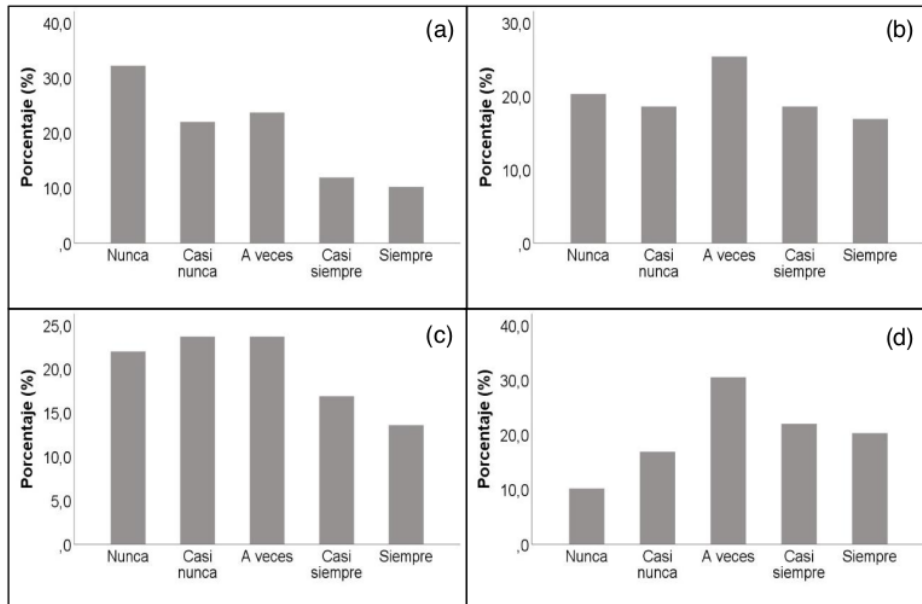 (a)
Porcentaje (%)
40,0
30,0
20,0
10,0
,0
Nunca
Casi
nunca
A veces
Casi
siempre
Siempre
(b)
Porcentaje (%)
30,0
20,0
10,0
,0
Nunca
Casi
nunca
A veces
Casi
siempre
Siempre
(c)
Porcentaje (%)
25,0
20,0
15,0
10,0
5,0
,0
Nunca
Casi
nunca
A veces
Casi
siempre
Siempre
(d)
Porcentaje (%)
40,0
30,0
20,0
10,0
,0
Nunca
Casi
nunca
A veces
Casi
siempre
Siempre